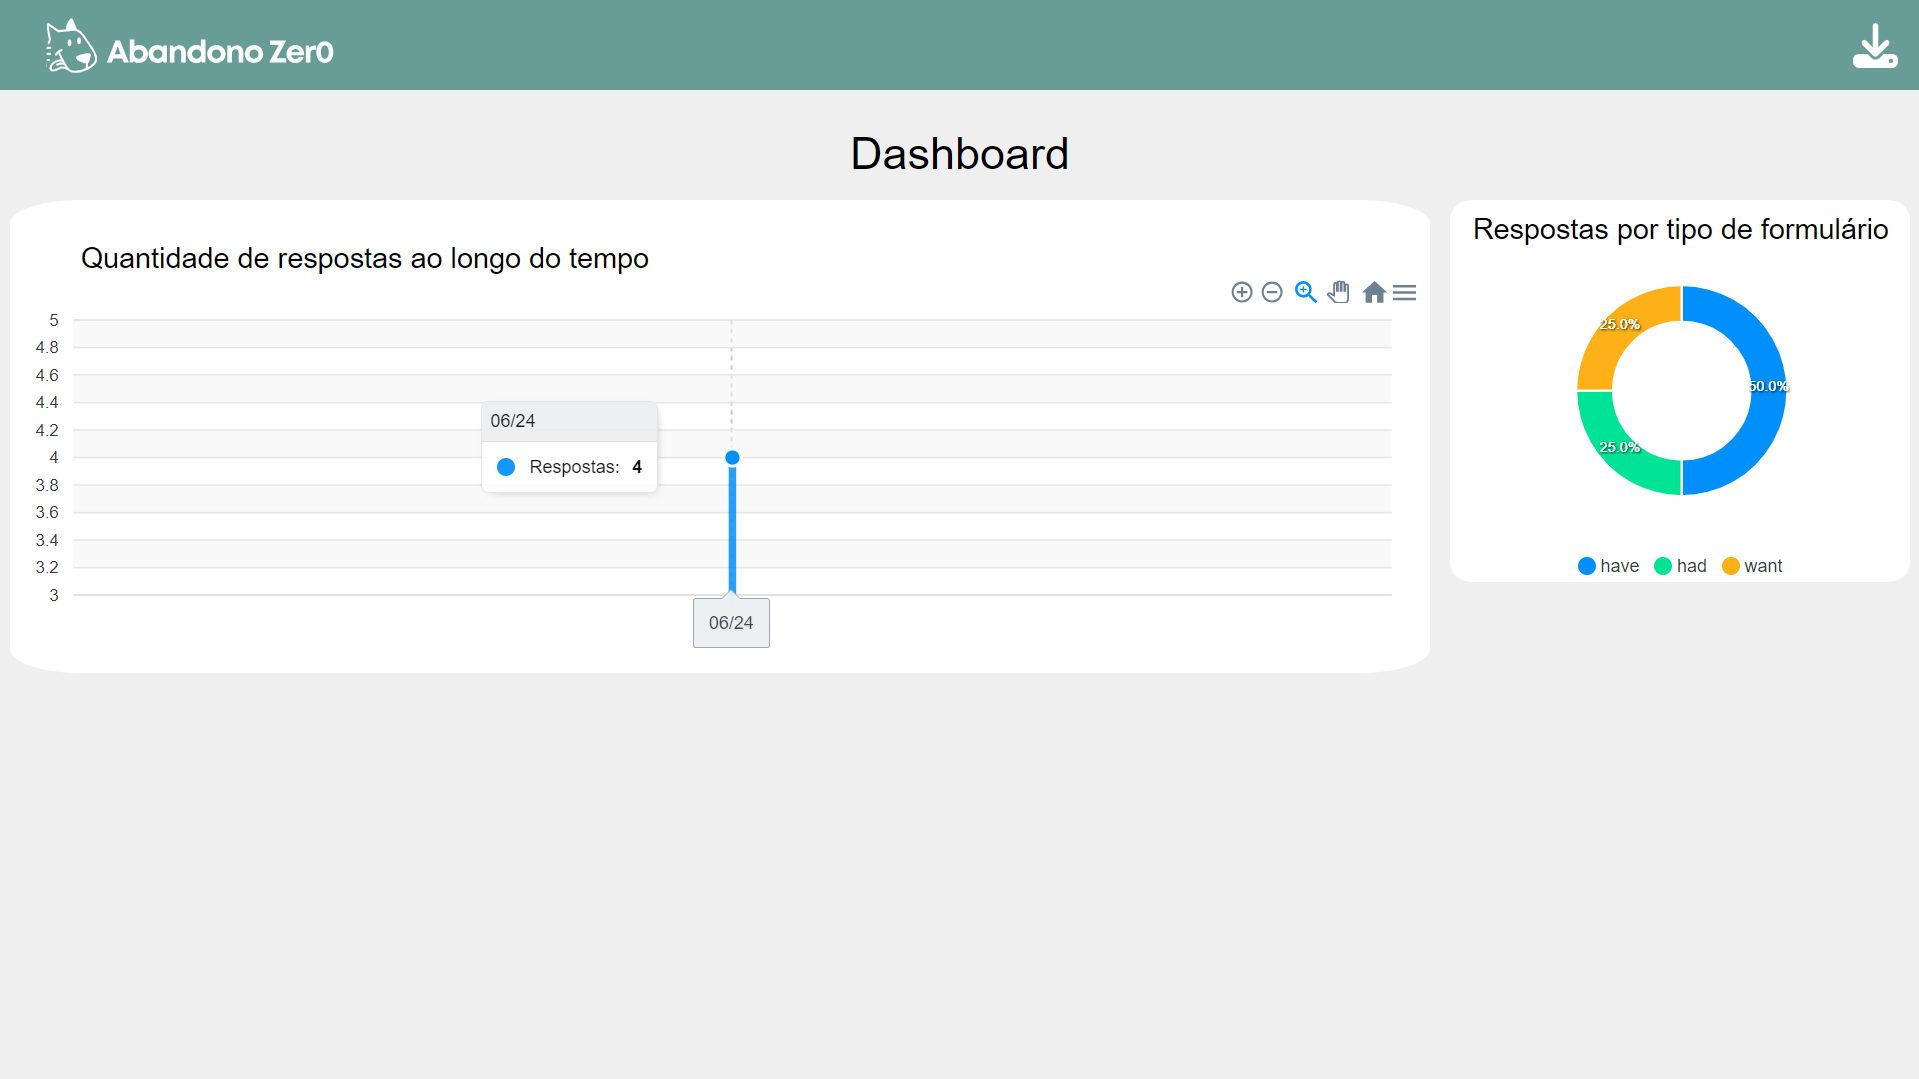 Abandono Zer0
Dashboard
Quantidade de respostas ao longo do tempo
5
4.8
4.6
4.4
4.2
4
3.8
3.6
3.4
3.2
3
06/24
Respostas: 4
06/24
Respostas por tipo de formulário
25.0%
50.0%
25.0%
have had want